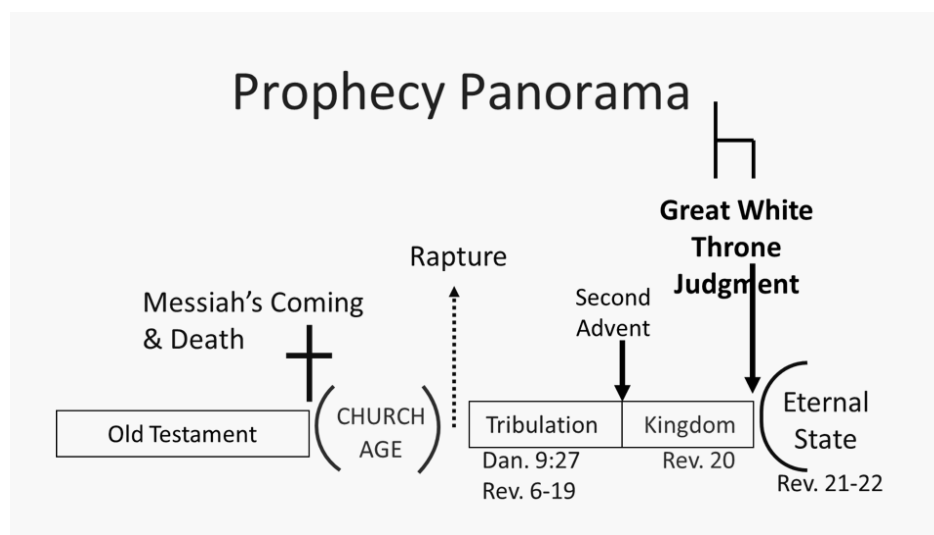 Prophecy Panorama
Great White
Throne
Judgment
Rapture
Second
Advent
Messiah’s Coming
& Death
Old Testament
CHURCH
AGE
Tribulation
Kingdom
Eternal
State
Dan. 9:27
Rev. 6-19
Rev. 20
Rev. 21-22